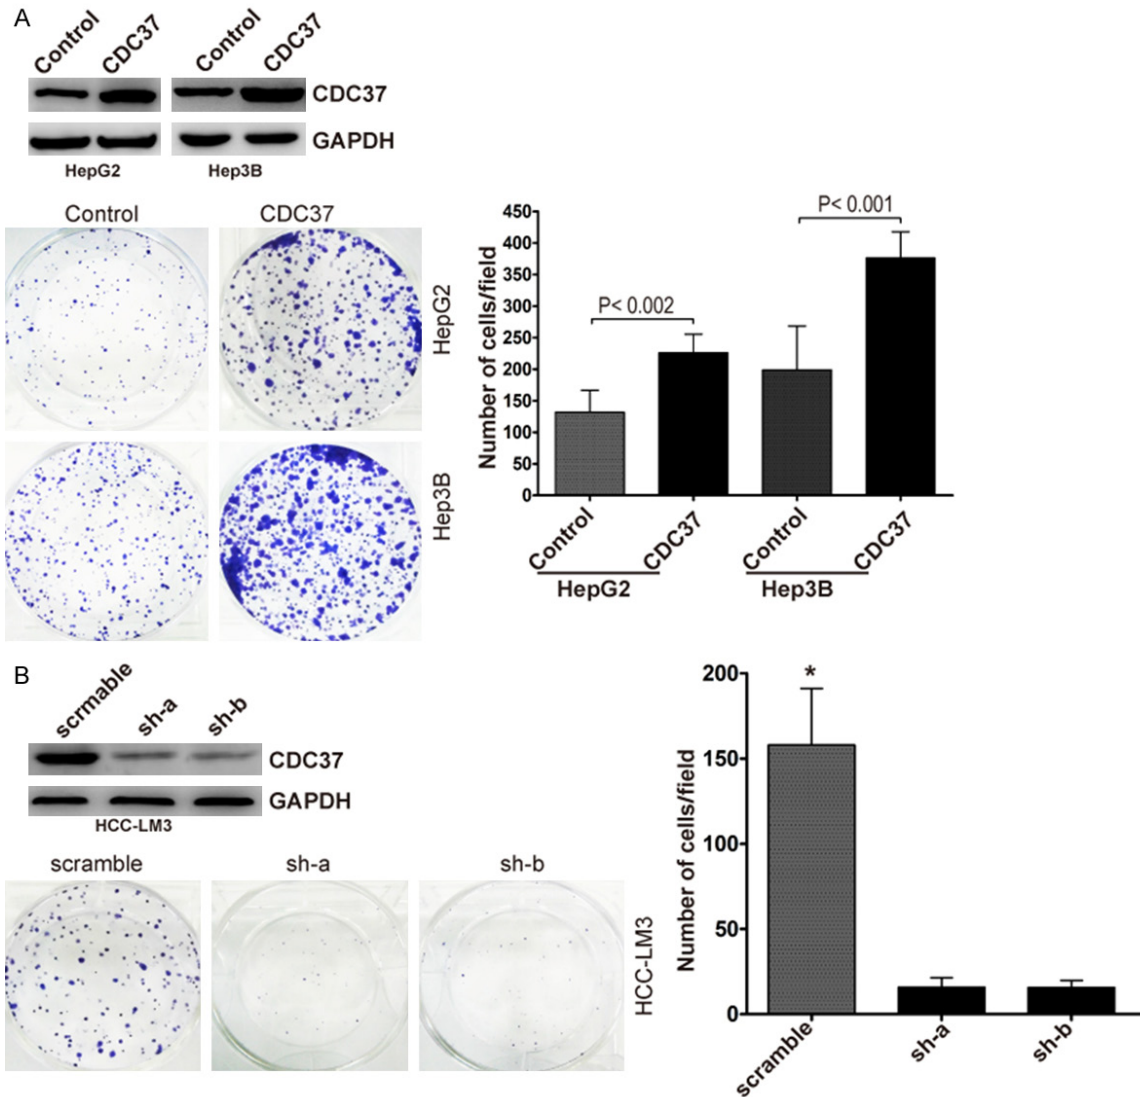 A
Control
CDC37
Control
CDC37
CDC37
GAPDH
HepG2
Hep3B
Control
CDC37
HepG2
Hep3B
Number of cells/field
450
400
350
300
250
200
150
100
50
0
P< 0.002
P< 0.001
Control
CDC37
Control
CDC37
HepG2
Hep3B
B
scrmable
sh-a
sh-b
CDC37
GAPDH
HCC-LM3
scramble
sh-a
sh-b
HCC-LM3
Number of cells/field
200
150
100
50
0
*
scramble
sh-a
sh-b